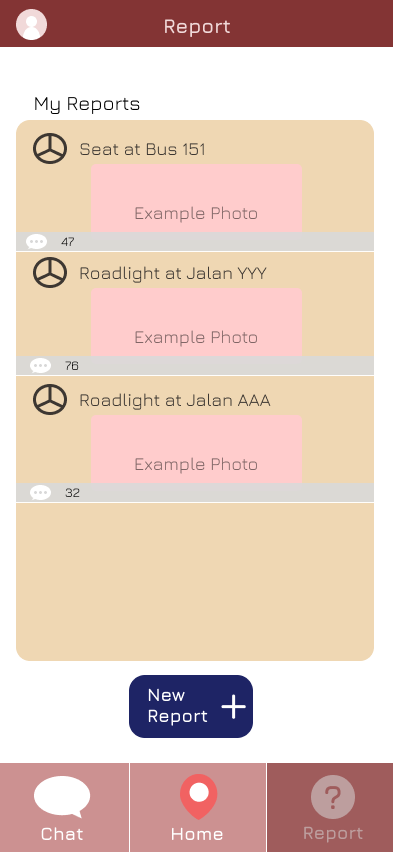 Report
My Reports
Seat at Bus 151
Example Photo
47
Roadlight at Jalan YYY
Example Photo
76
Roadlight at Jalan AAA
Example Photo
32
New
Report
Chat
Home
?
Report